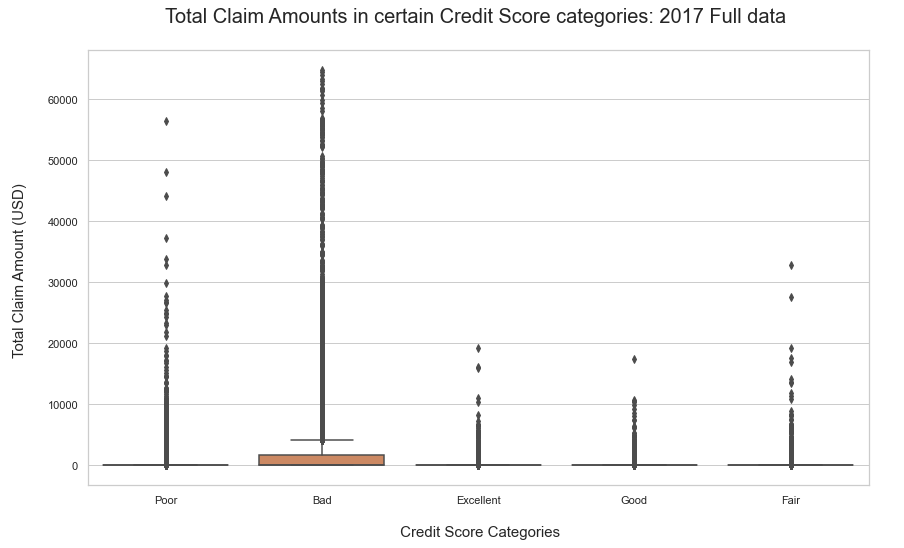 Total Claim Amounts in certain Credit Score categories: 2017 Full data
Total Claim Amount (USD)
60000
50000
40000
30000
20000
10000
0
Poor Bad Excellent Good Fair
Credit Score Categories